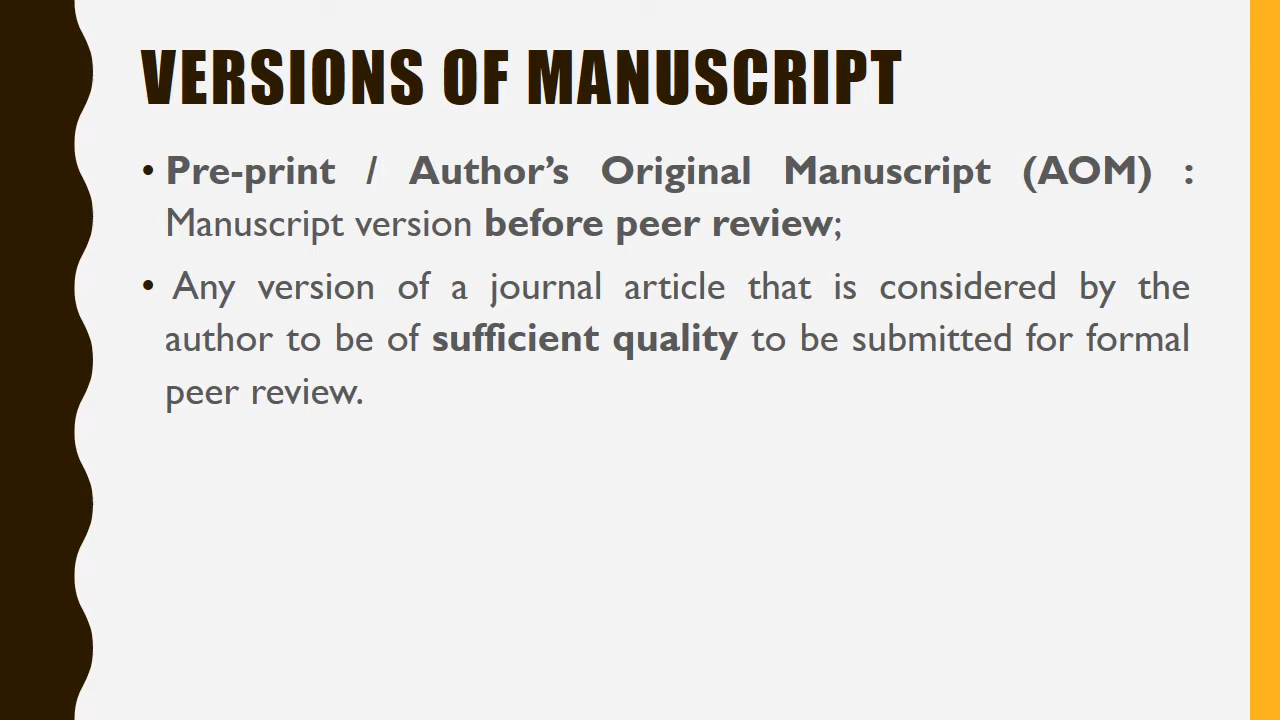 VERSIONS OF MANUSCRIPT
• Pre-print / Author’s Original Manuscript (AOM) :
Manuscript version before peer review;
• Any version of a journal article that is considered by the
author to be of sufficient quality to be submitted for formal
peer review.